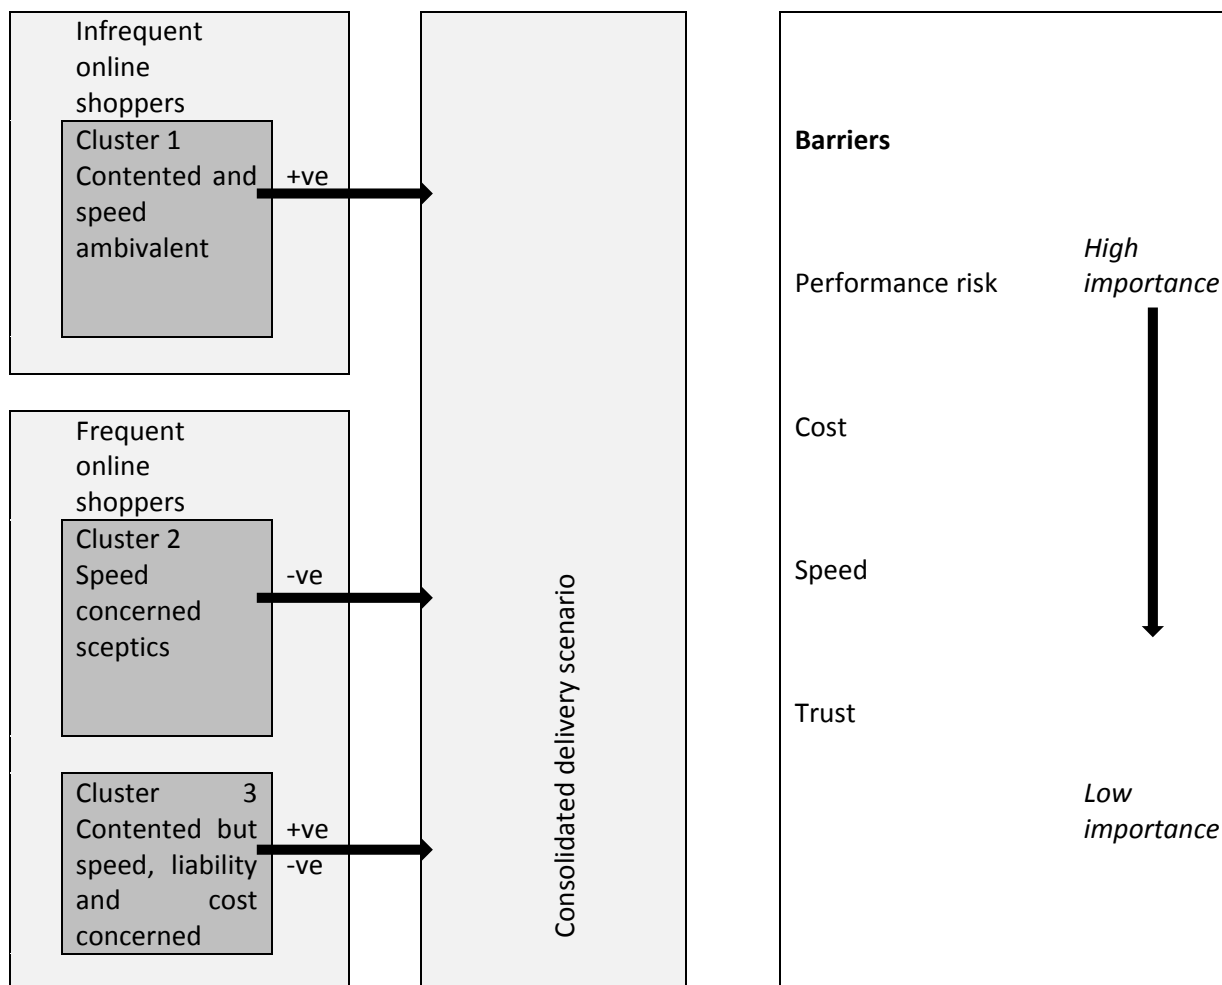 Infrequent
online
shoppers
Cluster 1
Contented and
speed
ambivalent
+ve
Frequent
online
shoppers
Cluster 2
Speed
concerned
sceptics
-ve
Cluster 3
Contented but
speed, liability
and cost
concerned
+ve
-ve
Consolidated delivery scenario
Barriers
Performance risk
High
importance
Cost
Speed
Trust
Low
importance